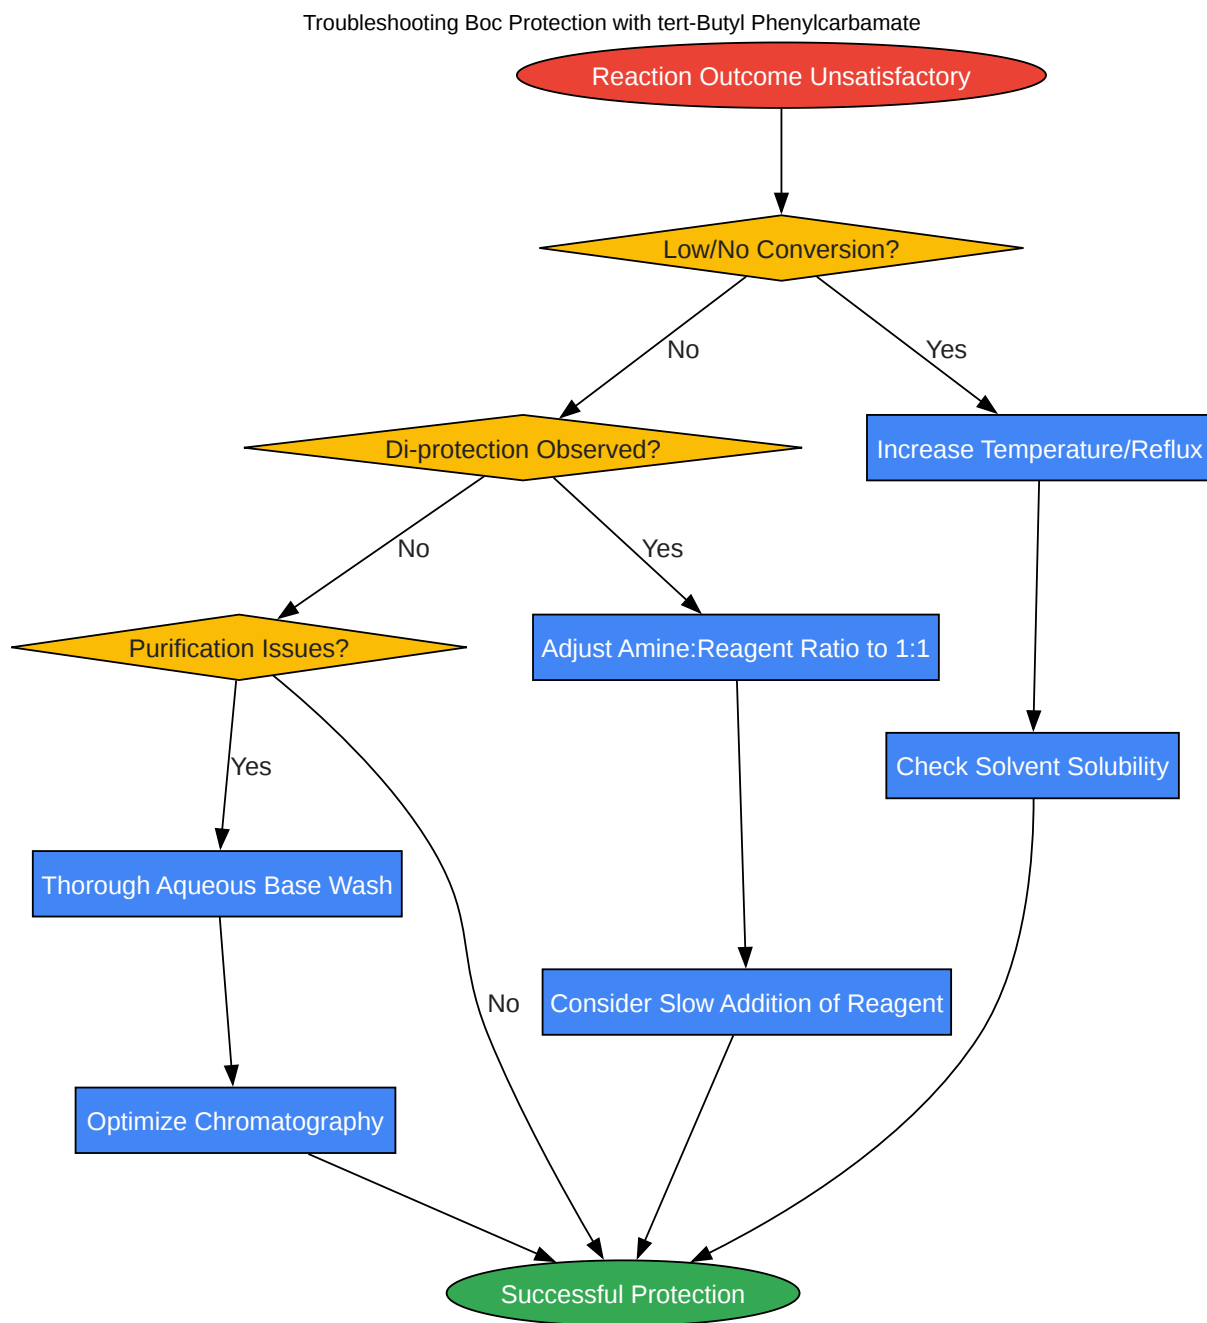 Troubleshooting Boc Protection with tert-Butyl Phenylcarbamate
Reaction Outcome Unsatisfactory
Low/No Conversion?
No
Yes
Di-protection Observed?
Increase Temperature/Reflux
No
Yes
Purification Issues?
Adjust Amine:Reagent Ratio to 1:1
Yes
Check Solvent Solubility
Thorough Aqueous Base Wash
No
Consider Slow Addition of Reagent
Optimize Chromatography
Successful Protection